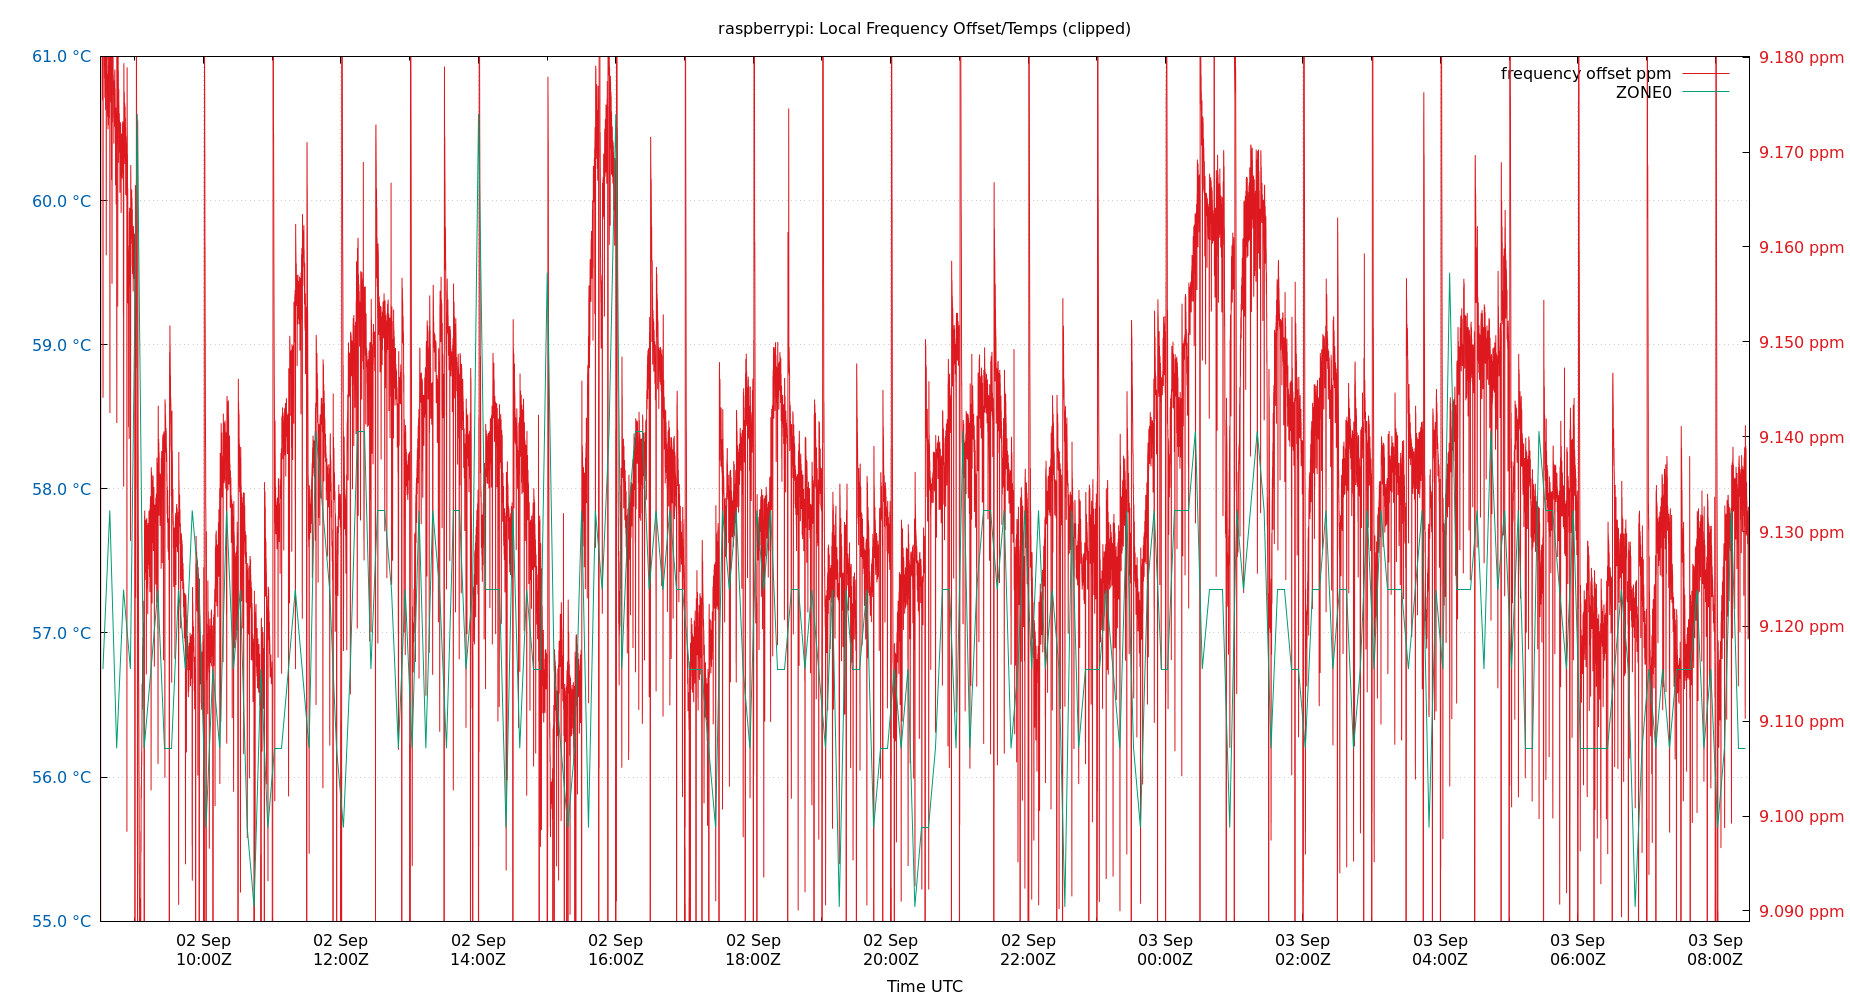 raspberrypi: Local Frequency Offset/Temps (clipped)
frequency offset ppm
ZONE0
61.0 °C
60.0 °C
59.0 °C
58.0 °C
57.0 °C
56.0 °C
55.0 °C
9.180 ppm
9.170 ppm
9.160 ppm
9.150 ppm
9.140 ppm
9.130 ppm
9.120 ppm
9.110 ppm
9.100 ppm
9.090 ppm
02 Sep 02 Sep 02 Sep 02 Sep 02 Sep 02 Sep 02 Sep 03 Sep 03 Sep 03 Sep 03 Sep 03 Sep
10:00Z 12:00Z 14:00Z 16:00Z 18:00Z 20:00Z 22:00Z 00:00Z 02:00Z 04:00Z 06:00Z 08:00Z
Time UTC